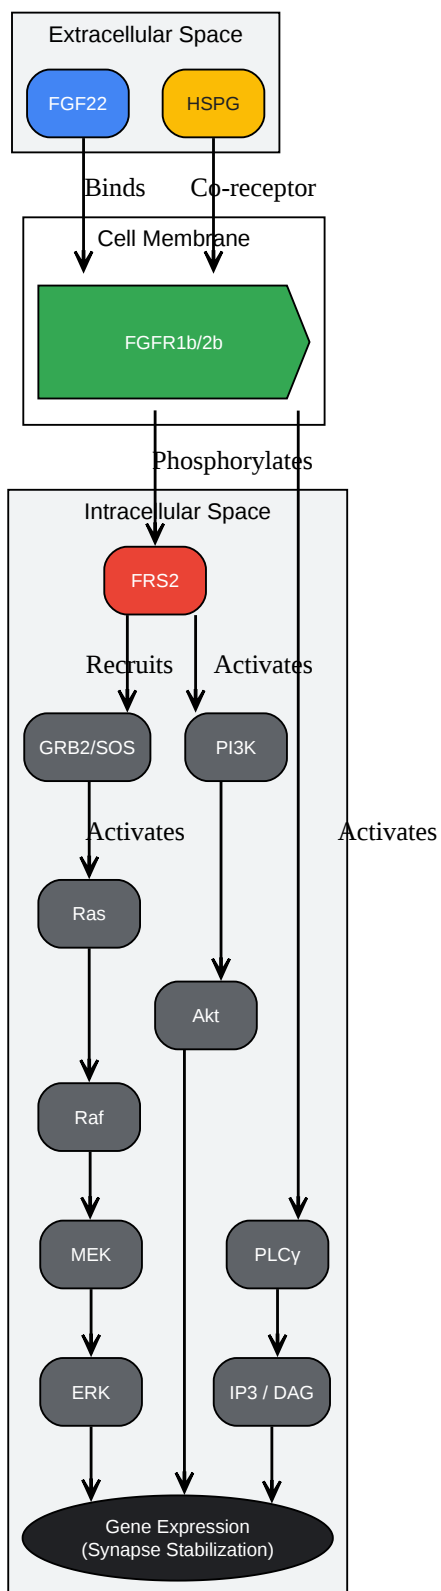 Extracellular Space
FGF22
HSPG
Binds
Co-receptor
Cell Membrane
FGFR1b/2b
Phosphorylates
Intracellular Space
FRS2
Recruits
Activates
GRB2/SOS
PI3K
Activates
Activates
Ras
Akt
Raf
MEK
PLCγ
ERK
IP3 / DAG
Gene Expression
(Synapse Stabilization)